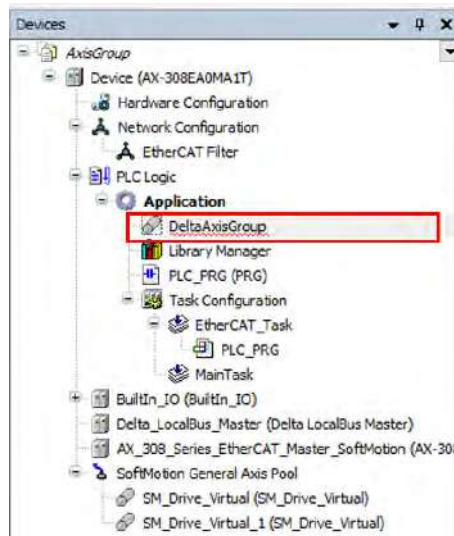 Devices
AxisGroup
Device (AX-308EA0MA1T)
Hardware Configuration
Network Configuration
EtherCAT Filter
PLC Logic
Application
DeltaAxisGroup
Library Manager
PLC_PRG (PRG)
Task Configuration
EtherCAT_Task
PLC_PRG
MainTask
BuiltIn_IO (BuiltIn_IO)
Delta_LocalBus_Master (Delta LocalBus Master)
AX_308_Series_EtherCAT_Master_SoftMotion (AX-308
SoftMotion General Axis Pool
SM_Drive_Virtual (SM_Drive_Virtual)
SM_Drive_Virtual_1 (SM_Drive_Virtual)